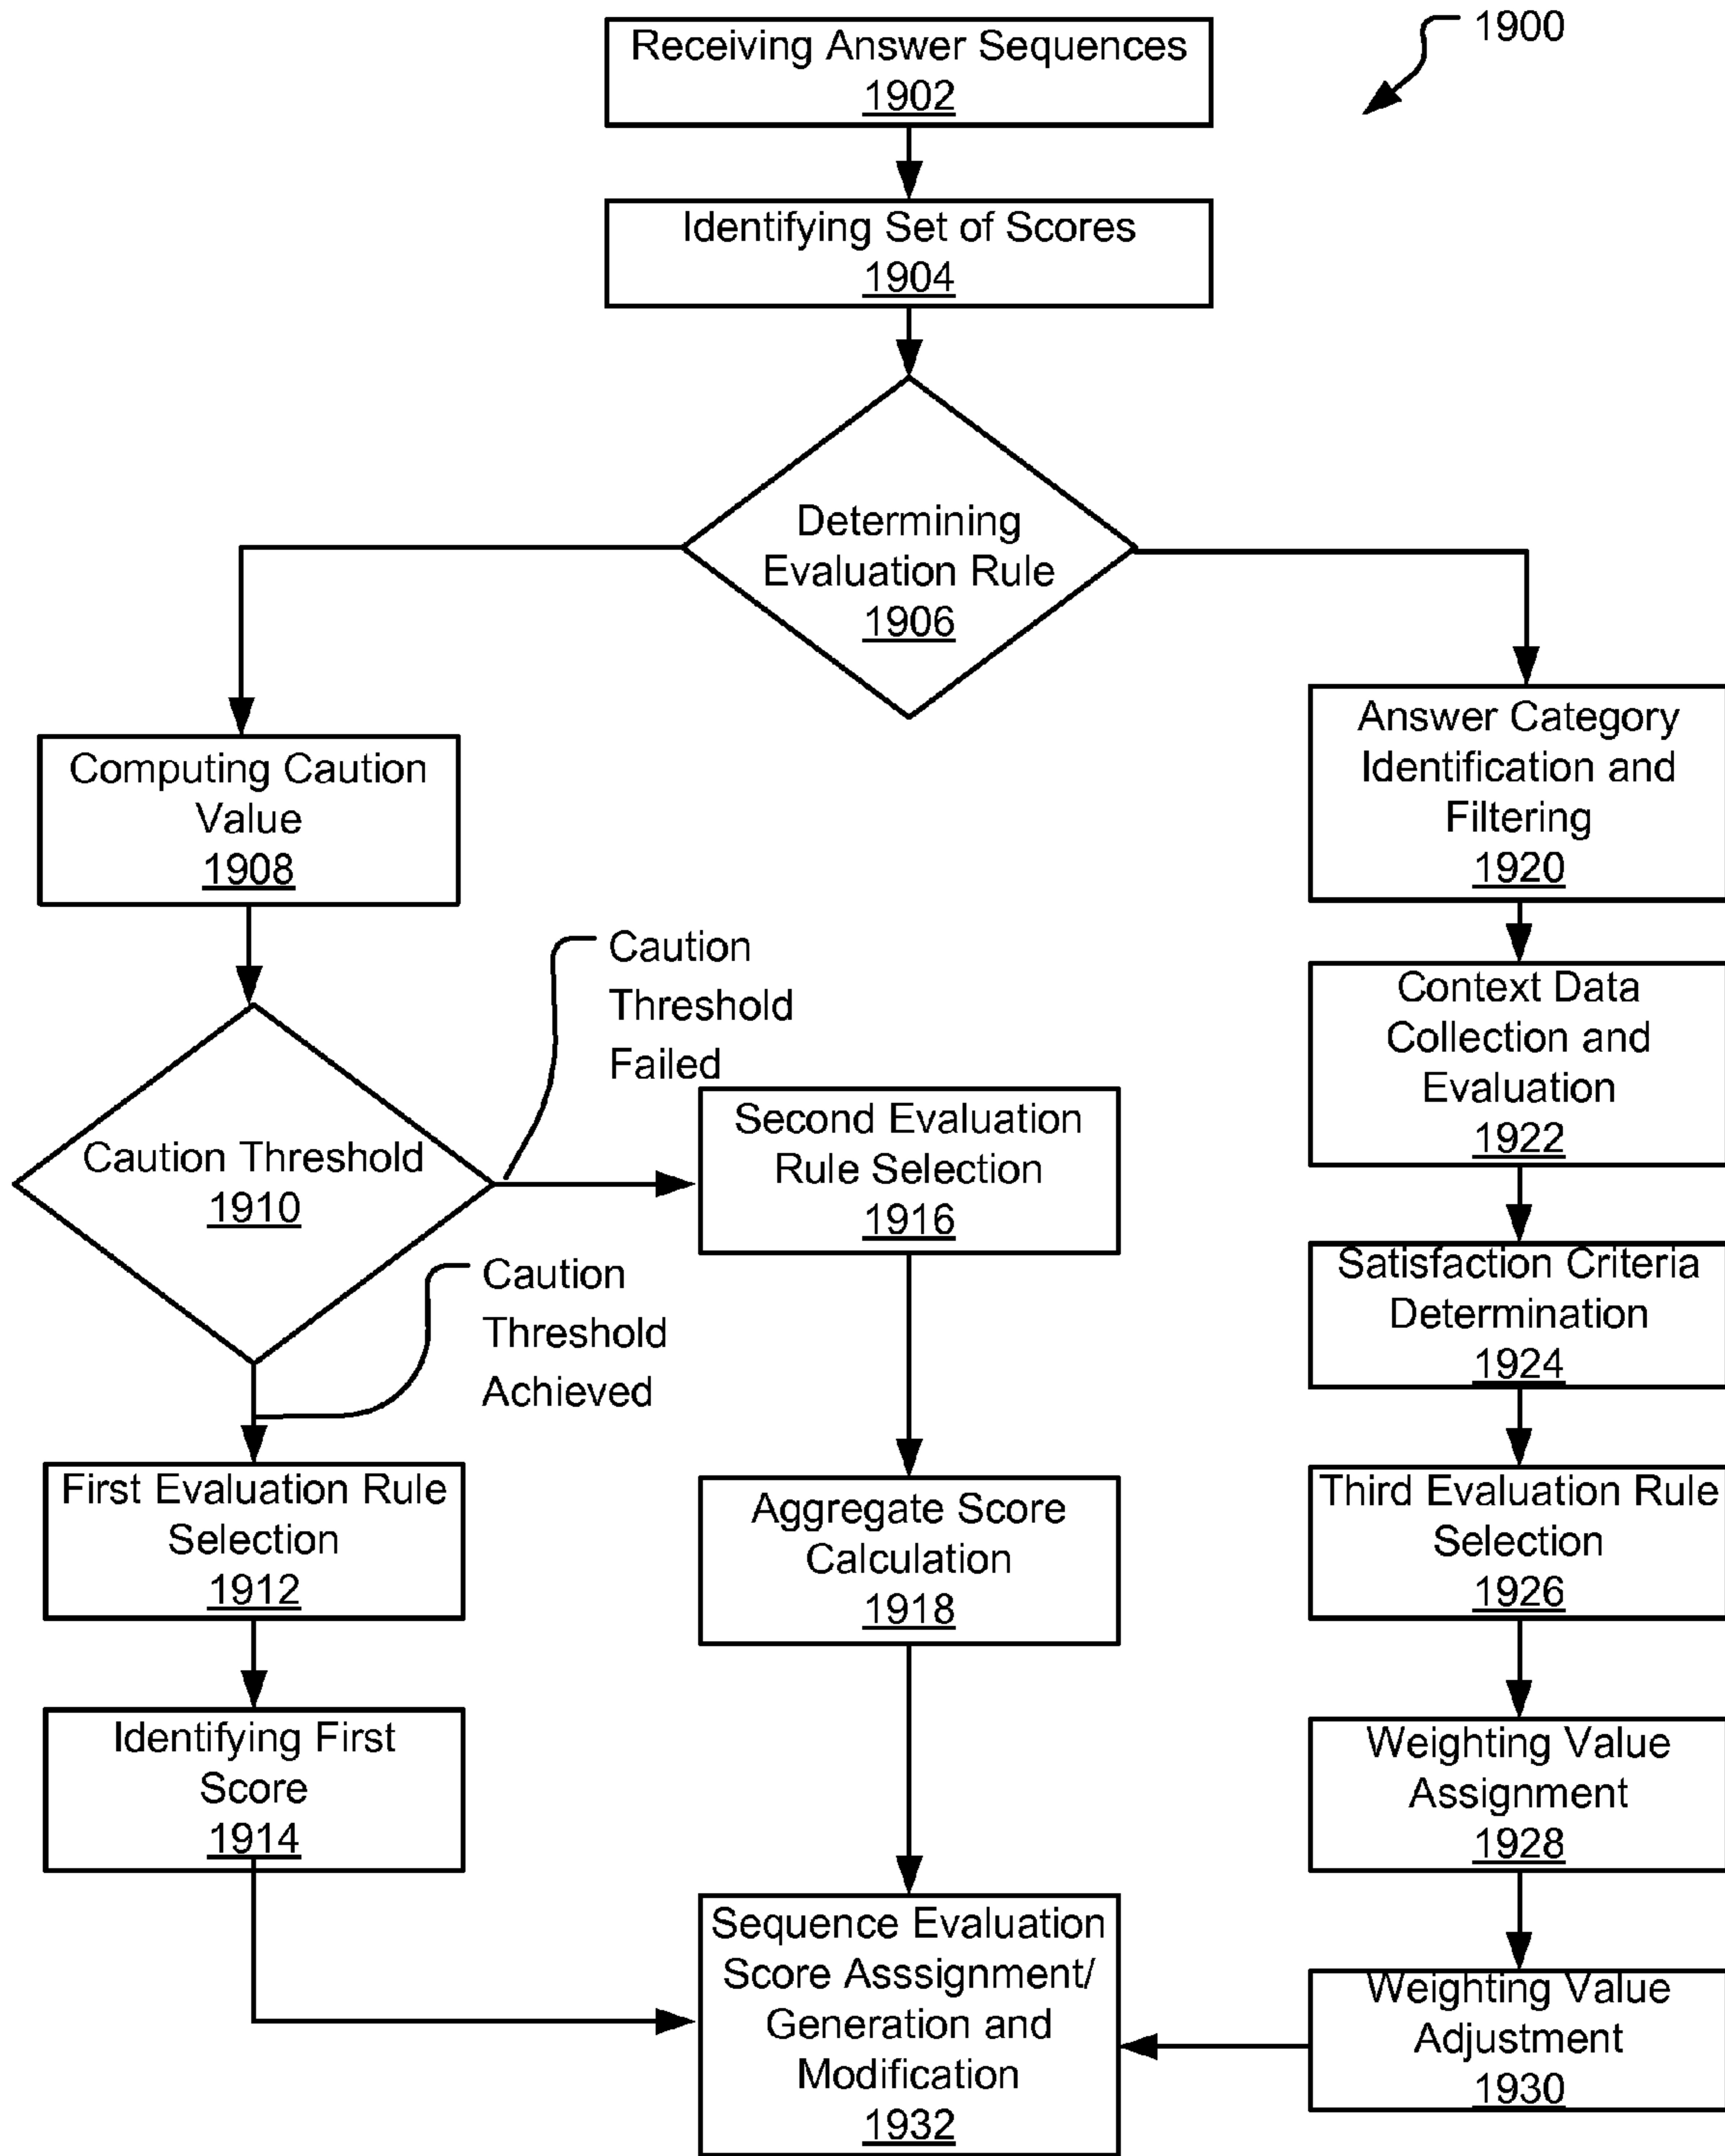 1900
Receiving Answer Sequences
1902
Identifying Set of Scores
1904
Determining
Evaluation Rule
1906
Computing Caution
Value
1908
Caution Threshold
1910
Caution
Threshold
Failed
Caution
Threshold
Achieved
First Evaluation Rule
Selection
1912
Identifying First
Score
1914
Second Evaluation
Rule Selection
1916
Aggregate Score
Calculation
1918
Answer Category
Identification and
Filtering
1920
Context Data
Collection and
Evaluation
1922
Satisfaction Criteria
Determination
1924
Third Evaluation Rule
Selection
1926
Weighting Value
Assignment
1928
Weighting Value
Adjustment
1930
Sequence Evaluation
Score Asssignment/
Generation and
Modification
1932